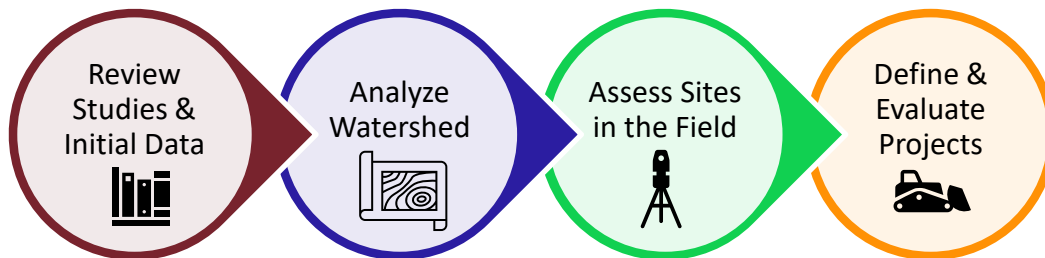 Review
Studies &
Initial Data
Analyze
Watershed
Assess Sites
in the Field
Define &
Evaluate
Projects